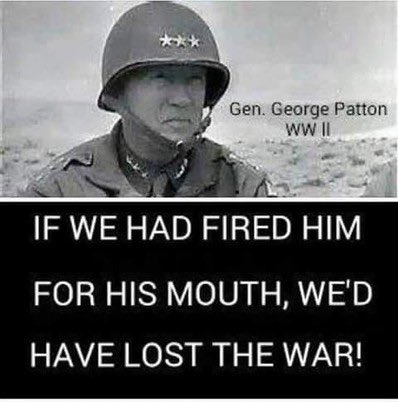 Gen. George Patton
WW II
IF WE HAD FIRED HIM
FOR HIS MOUTH, WE'D
HAVE LOST THE WAR!